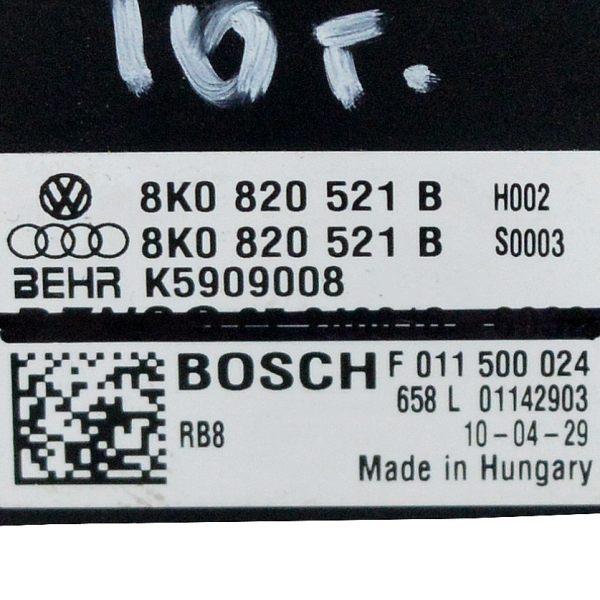 10г.
8K0 820 521 B H002
8K0 820 521 B S0003
BEHR K5909008
BOSCH F 011 500 024
658 L 01142903
RB8 10-04-29
Made in Hungary